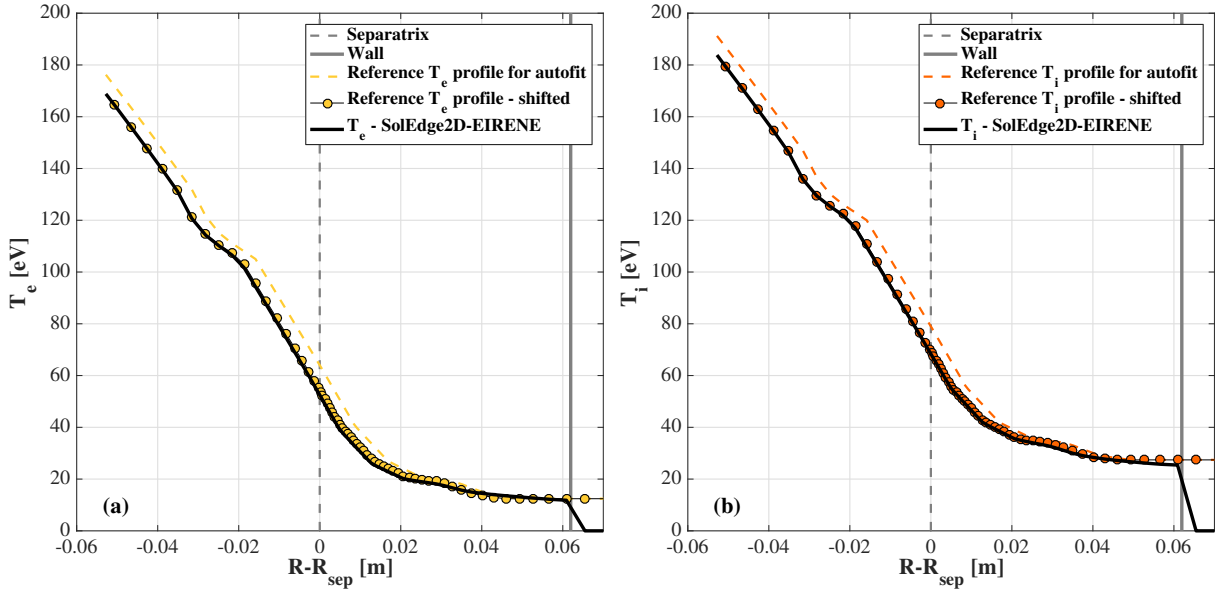 200
180
160
140
120
100
80
60
40
20
0
T_e [eV]
-0.06 -0.04 -0.02 0 0.02 0.04 0.06
R-R_sep [m]
Separatrix
Wall
Reference T_e profile for autofit
Reference T_e profile - shifted
T_e - SolEdge2D-EIRENE
(a)
200
180
160
140
120
100
80
60
40
20
0
T_i [eV]
-0.06 -0.04 -0.02 0 0.02 0.04 0.06
R-R_sep [m]
Separatrix
Wall
Reference T_i profile for autofit
Reference T_i profile - shifted
T_i - SolEdge2D-EIRENE
(b)